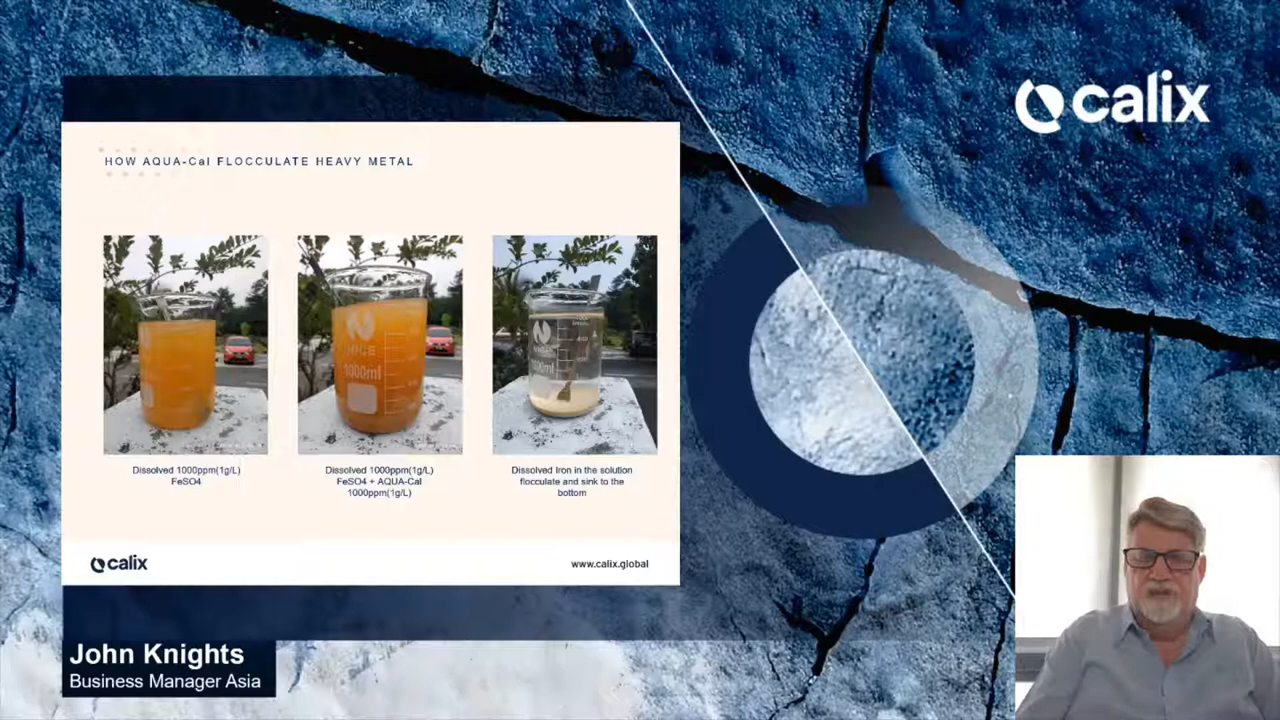 calix
HOW AQUA-Cal FLOCCULATE HEAVY METAL
1000ml
Dissolved 1000ppm(1g/L)
FeSO4
Dissolved 1000ppm(1g/L)
FeSO4 + AQUA-Cal
1000ppm(1g/L)
Dissolved Iron in the solution
flocculate and sink to the
bottom
calix
www.calix.global
John Knights
Business Manager Asia